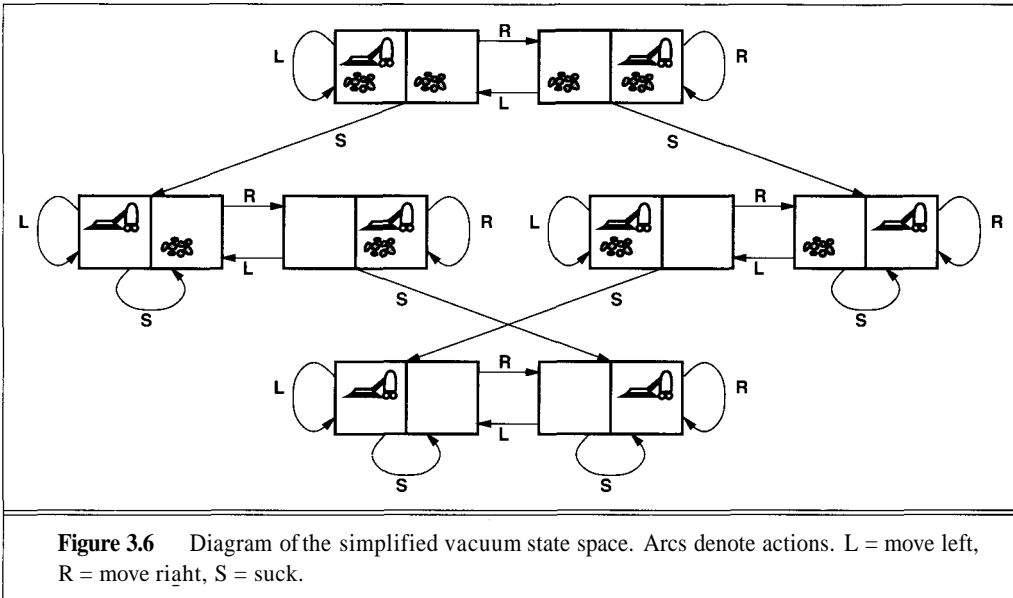 R
L R
L
S S
R R
L R L R
L L
S S S S
R
L R
L
S S
Figure 3.6 Diagram of the simplified vacuum state space. Arcs denote actions. L = move left,
R = move right, S = suck.